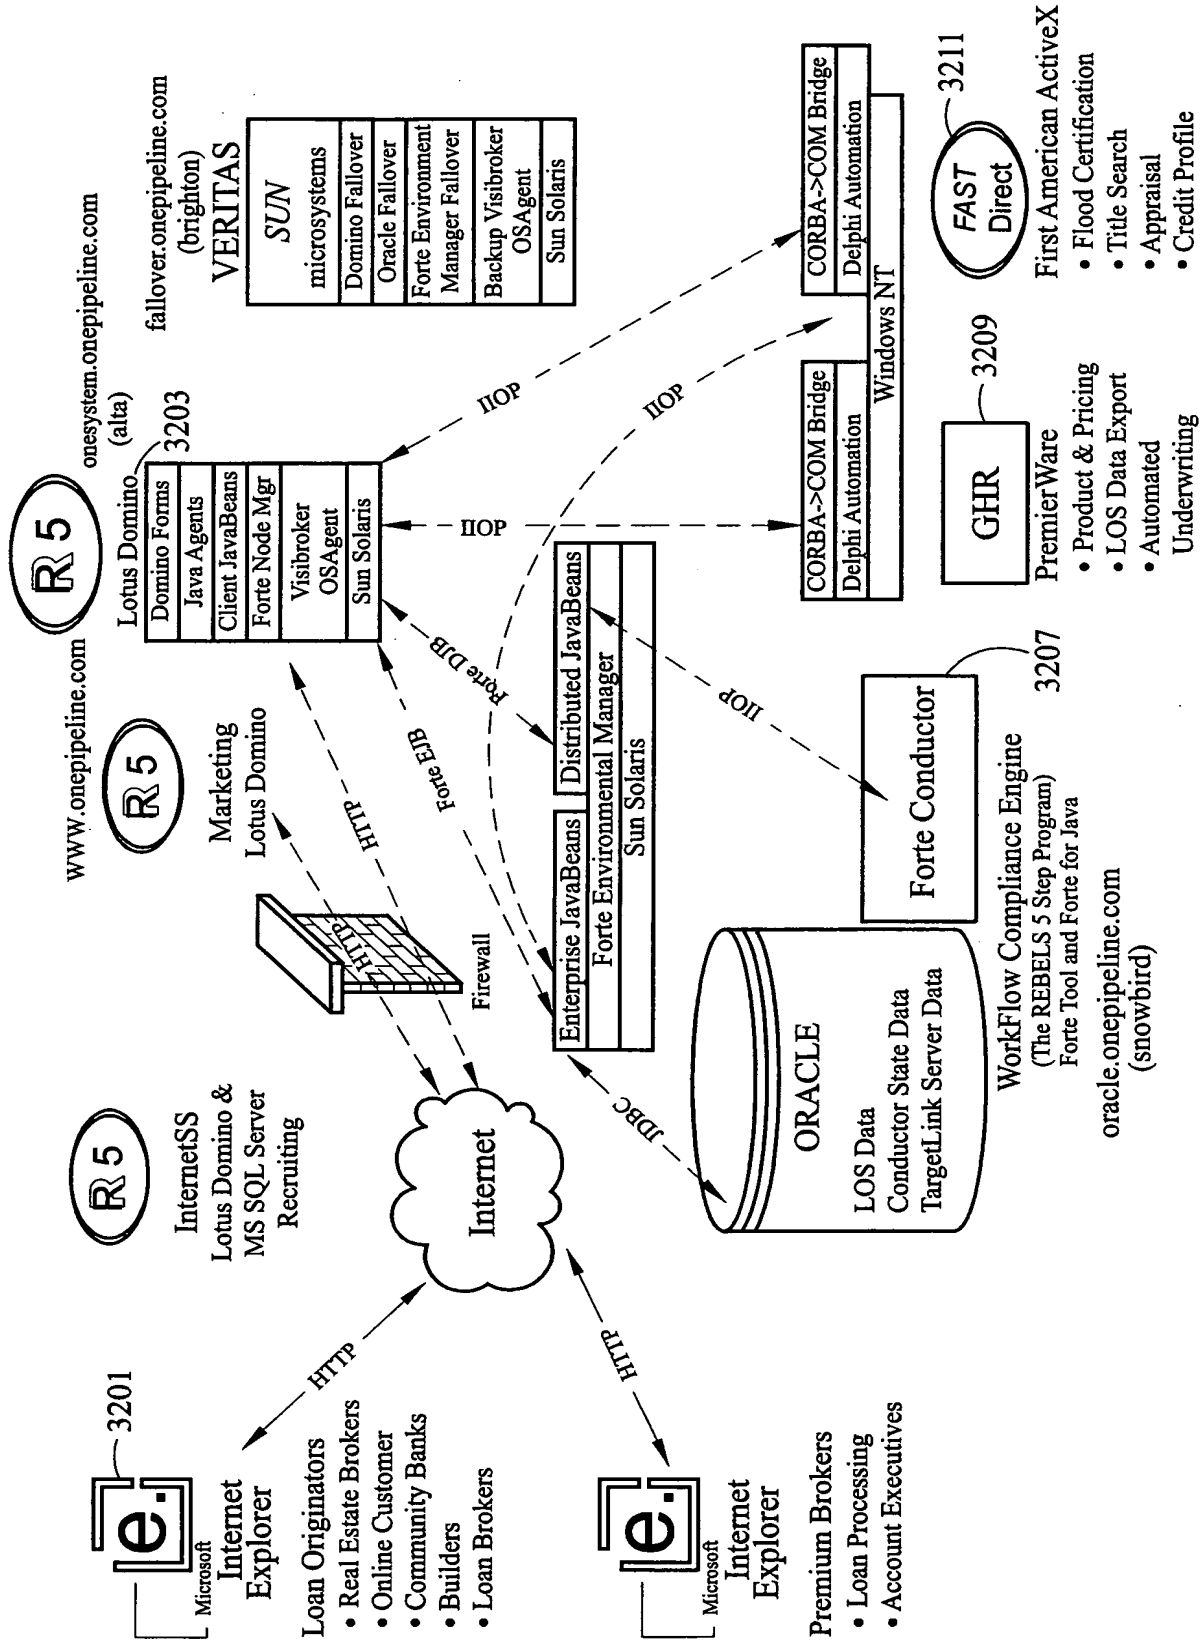 www.onepipeline.com
onesystem.onepipeline.com
(alta)
fallover.onepipeline.com
(brighton)
VERITAS
R 5
InternetSS
Lotus Domino &
MS SQL Server
Recruiting
R 5
Marketing
Lotus Domino
R 5
Lotus Domino
3203
Domino Forms
Java Agents
Client JavaBeans
Forte Node Mgr
Visibroker
OSAgent
Sun Solaris
SUN
microsystems
Domino Fallover
Oracle Fallover
Forte Environment
Manager Fallover
Backup Visibroker
OSAgent
Sun Solaris
3201
e.
Microsoft
Internet
Explorer
Loan Originators
• Real Estate Brokers
• Online Customer
• Community Banks
• Builders
• Loan Brokers
HTTP
Internet
HTTP
HTTP
Firewall
HTTP
Forte EJB
Forte DJB
IIOP
IIOP
IIOP
Enterprise JavaBeans
Distributed JavaBeans
Forte Environmental Manager
Sun Solaris
e.
Microsoft
Internet
Explorer
Premium Brokers
• Loan Processing
• Account Executives
HTTP
JDBC
IIOP
ORACLE
LOS Data
Conductor State Data
TargetLink Server Data
Forte Conductor
3207
WorkFlow Compliance Engine
(The REBELS 5 Step Program)
Forte Tool and Forte for Java
oracle.onepipeline.com
(snowbird)
CORBA->COM Bridge
Delphi Automation
CORBA->COM Bridge
Delphi Automation
Windows NT
GHR
3209
PremierWare
• Product & Pricing
• LOS Data Export
• Automated
Underwriting
FAST
Direct
3211
First American ActiveX
• Flood Certification
• Title Search
• Appraisal
• Credit Profile